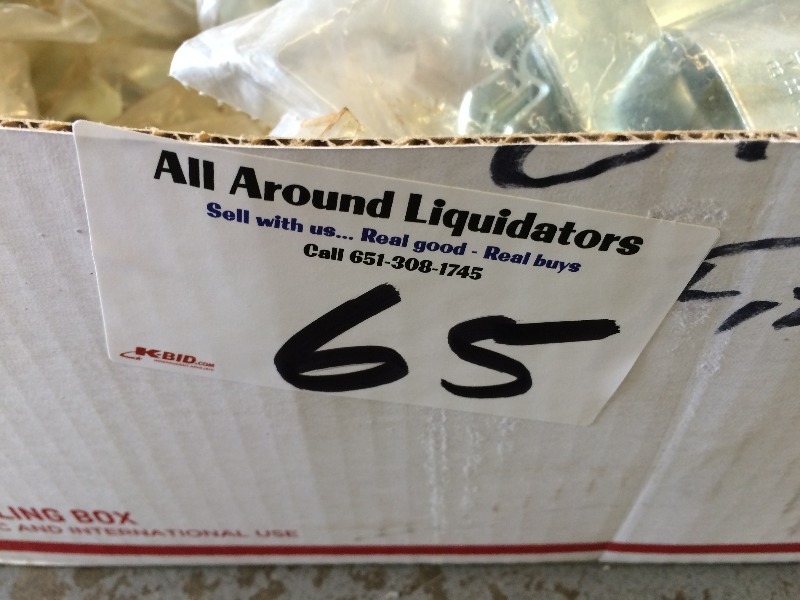 All Around Liquidators
Sell with us... Real good - Real buys
Call 651-308-1745
65
K-BID.COM
LING BOX
C AND INTERNATIONAL USE